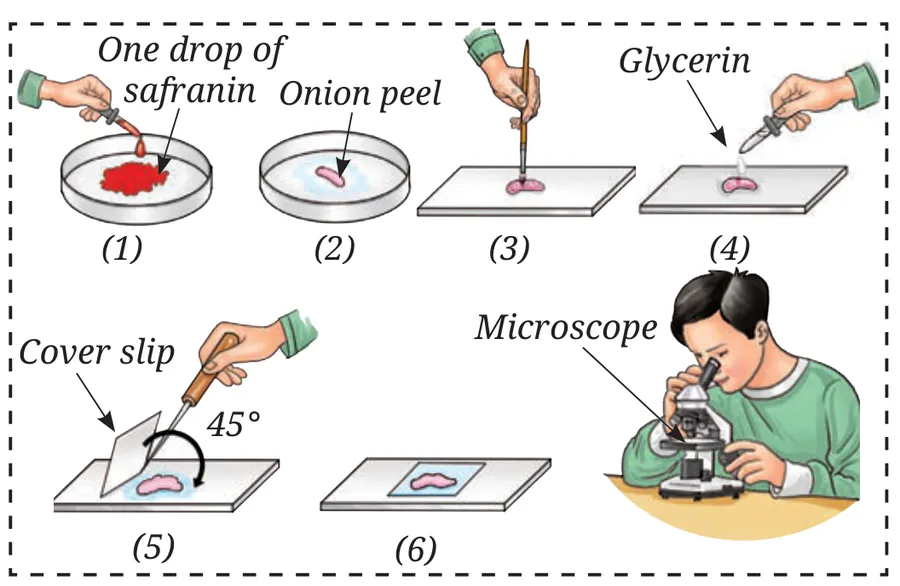 One drop of
safranin
Onion peel
Glycerin
(1)
(2)
(3)
(4)
Cover slip
45°
Microscope
(5)
(6)